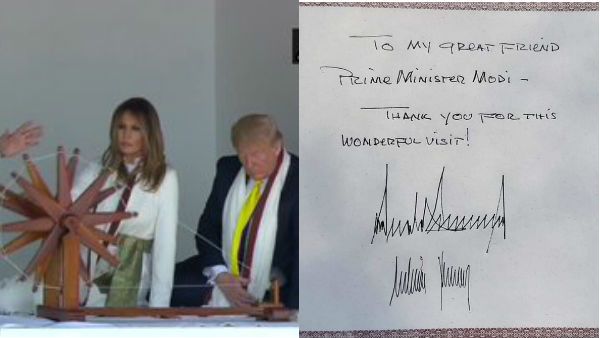 TO MY GREAT FRIEND
PRIME MINISTER MODI -
THANK YOU FOR THIS
WONDERFUL VISIT!